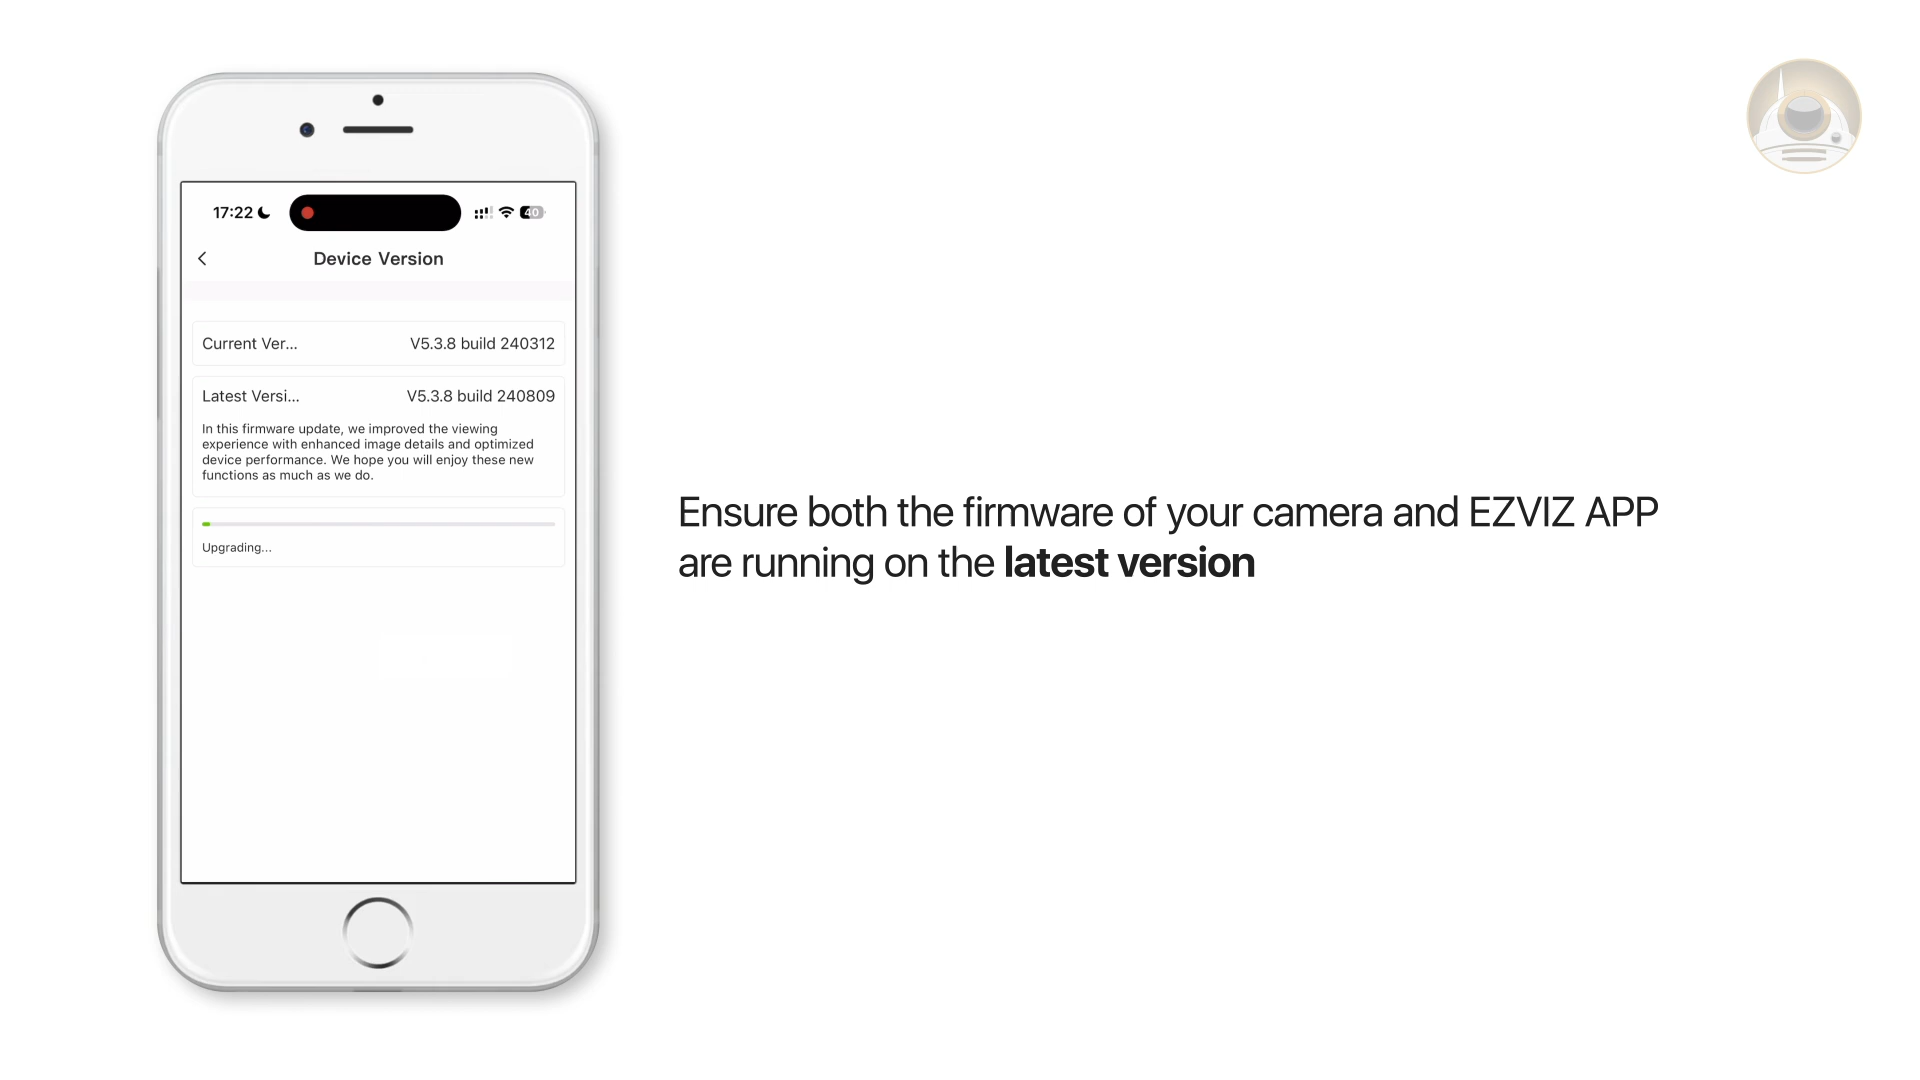 17:22
40
Device Version
Current Ver... V5.3.8 build 240312
Latest Versi... V5.3.8 build 240809
In this firmware update, we improved the viewing
experience with enhanced image details and optimized
device performance. We hope you will enjoy these new
functions as much as we do.
Upgrading...
Ensure both the firmware of your camera and EZVIZ APP
are running on the latest version